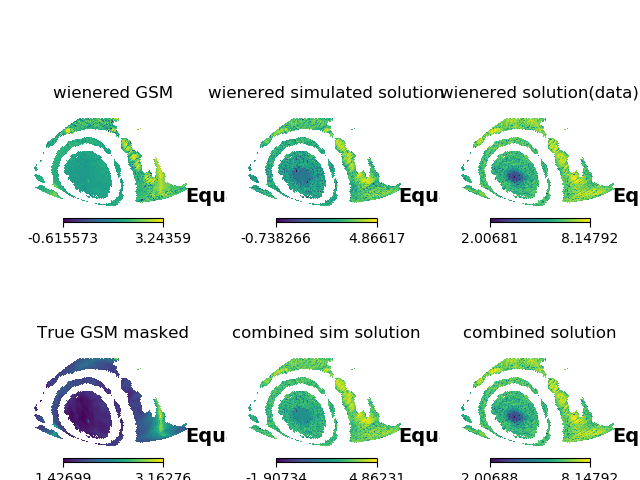 wienered GSM
wienered simulated solution
wienered solution(data)
Equ
Equ
Eq
-0.615573 3.24359
-0.738266 4.86617
2.00681 8.14792
True GSM masked
combined sim solution
combined solution
Equ
Equ
Eq
1.42699 3.16276
-1.90734 4.86231
2.00688 8.14792